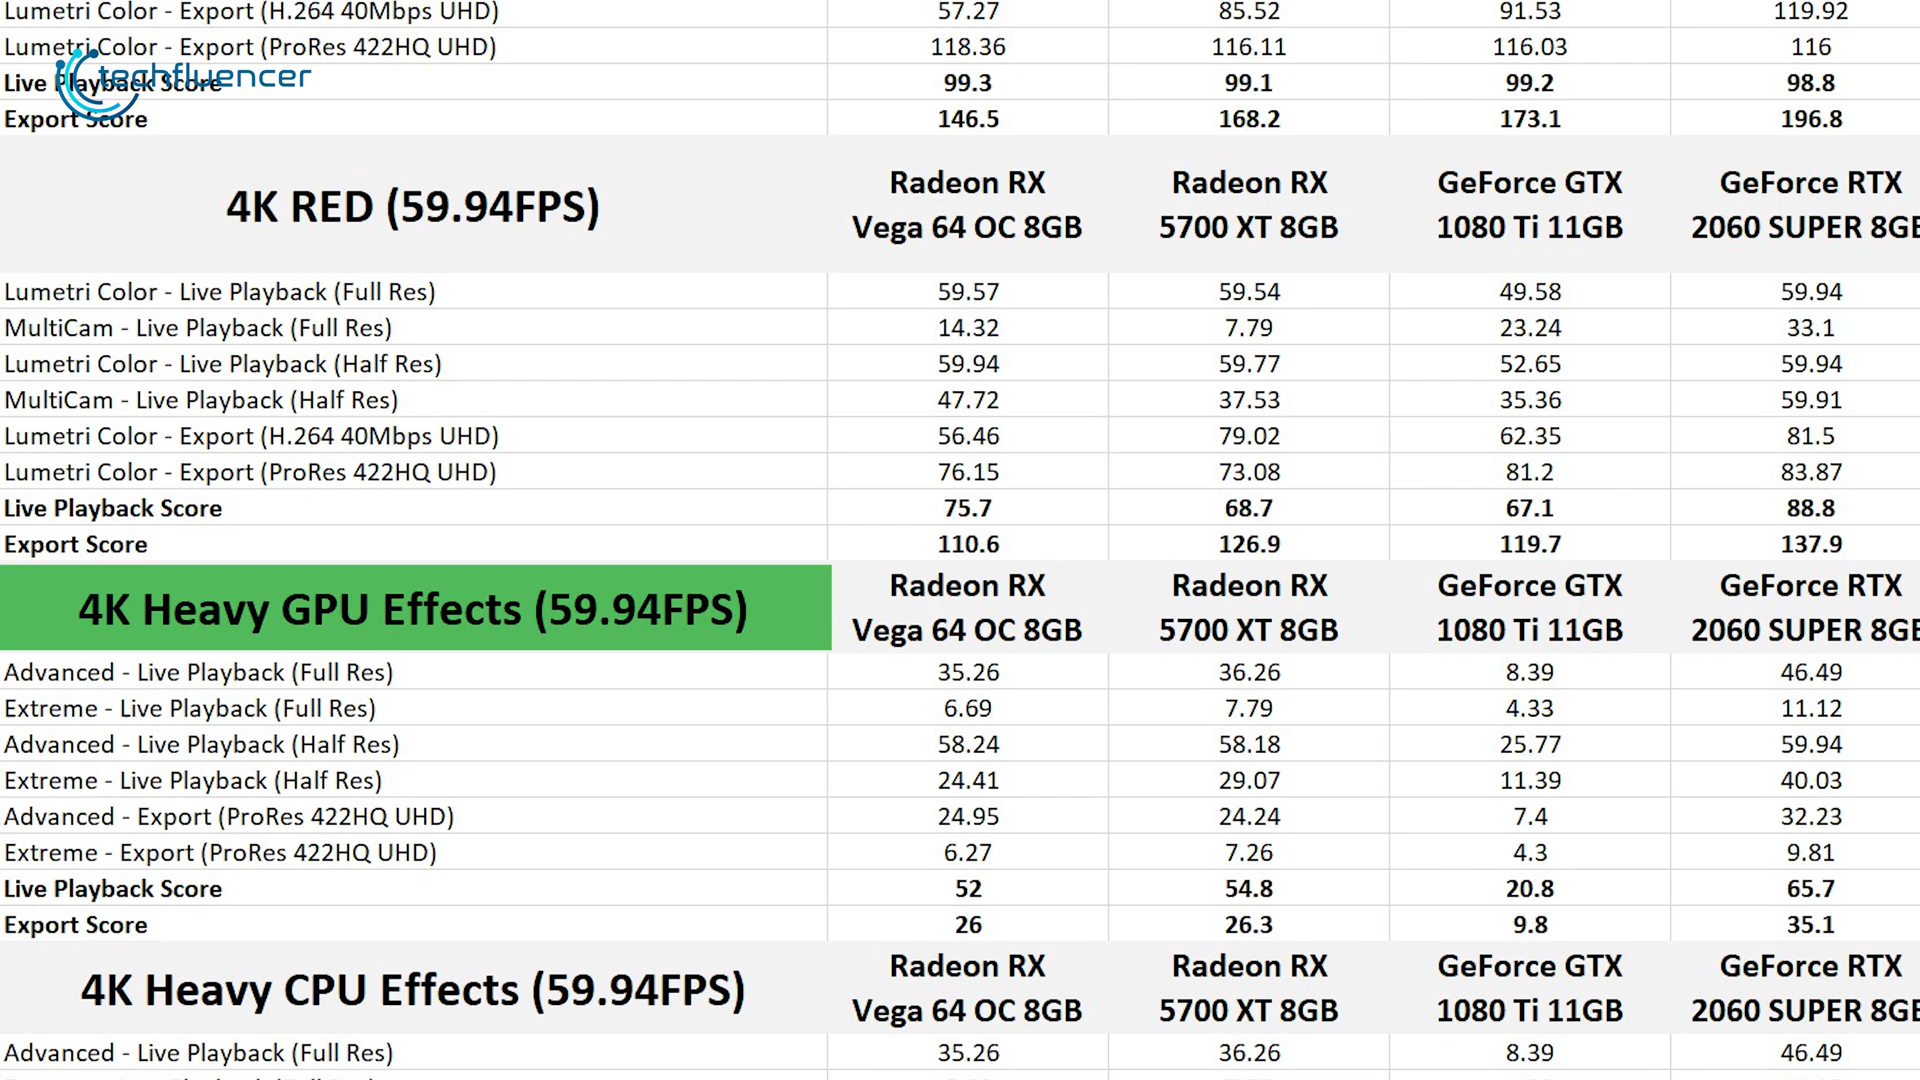 Lumetri Color - Export (H.264 40Mbps UHD) 57.27 85.52 91.53 119.92
Lumetri Color - Export (ProRes 422HQ UHD) 118.36 116.11 116.03 116
techfluencer
Live Playback Score 99.3 99.1 99.2 98.8
Export Score 146.5 168.2 173.1 196.8
4K RED (59.94FPS) Radeon RX Vega 64 OC 8GB Radeon RX 5700 XT 8GB GeForce GTX 1080 Ti 11GB GeForce RTX 2060 SUPER 8GB
Lumetri Color - Live Playback (Full Res) 59.57 59.54 49.58 59.94
MultiCam - Live Playback (Full Res) 14.32 7.79 23.24 33.1
Lumetri Color - Live Playback (Half Res) 59.94 59.77 52.65 59.94
MultiCam - Live Playback (Half Res) 47.72 37.53 35.36 59.91
Lumetri Color - Export (H.264 40Mbps UHD) 56.46 79.02 62.35 81.5
Lumetri Color - Export (ProRes 422HQ UHD) 76.15 73.08 81.2 83.87
Live Playback Score 75.7 68.7 67.1 88.8
Export Score 110.6 126.9 119.7 137.9
4K Heavy GPU Effects (59.94FPS) Radeon RX Vega 64 OC 8GB Radeon RX 5700 XT 8GB GeForce GTX 1080 Ti 11GB GeForce RTX 2060 SUPER 8GB
Advanced - Live Playback (Full Res) 35.26 36.26 8.39 46.49
Extreme - Live Playback (Full Res) 6.69 7.79 4.33 11.12
Advanced - Live Playback (Half Res) 58.24 58.18 25.77 59.94
Extreme - Live Playback (Half Res) 24.41 29.07 11.39 40.03
Advanced - Export (ProRes 422HQ UHD) 24.95 24.24 7.4 32.23
Extreme - Export (ProRes 422HQ UHD) 6.27 7.26 4.3 9.81
Live Playback Score 52 54.8 20.8 65.7
Export Score 26 26.3 9.8 35.1
4K Heavy CPU Effects (59.94FPS) Radeon RX Vega 64 OC 8GB Radeon RX 5700 XT 8GB GeForce GTX 1080 Ti 11GB GeForce RTX 2060 SUPER 8GB
Advanced - Live Playback (Full Res) 35.26 36.26 8.39 46.49